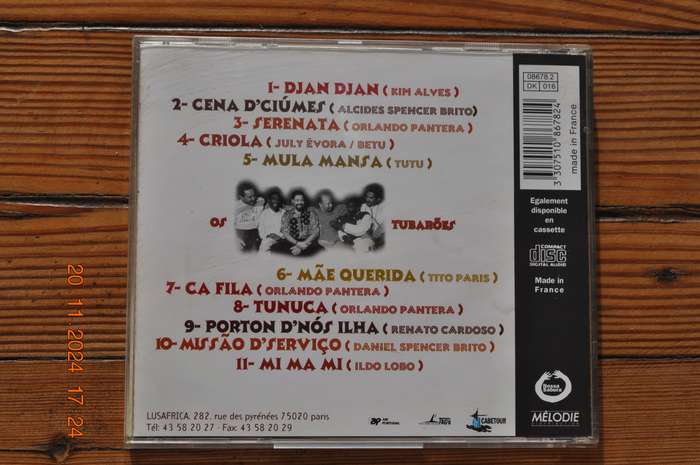 1- DJAN DJAN ( KIM ALVES )
2- CENA D'CIÚMES ( ALCIDES SPENCER BRITO)
3- SERENATA ( ORLANDO PANTERA )
4- CRIOLA ( JULY ÉVORA / BETU )
5- MULA MANSA ( TUTU )
OS TUBARÕES
6- MÃE QUERIDA ( TITO PARIS )
7- CA FILA ( ORLANDO PANTERA )
8- TUNUCA ( ORLANDO PANTERA )
9- PORTON D'NÓS ILHA ( RENATO CARDOSO )
10- MISSÃO D'SERVIÇO ( DANIEL SPENCER BRITO )
11- MI MA MI ( ILDO LOBO )
LUSAFRICA, 282, rue des pyrénées 75020 paris
Tél: 43 58 20 27 - Fax: 43 58 20 29
CABETOUR
08678.2
DK 016
3 307510 867824
made in France
Egalement
disponible
en
cassette
COMPACT
disc
DIGITAL AUDIO
Made in
France
MÉLODIE
20 11 2024 17 24